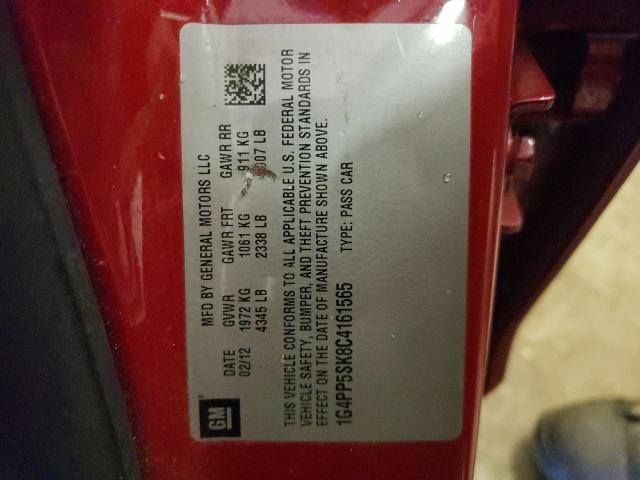 MFD BY GENERAL MOTORS LLC
DATE GVWR GAWR FRT GAWR RR
02/12 1972 KG 1061 KG 911 KG
4345 LB 2338 LB 007 LB
THIS VEHICLE CONFORMS TO ALL APPLICABLE U.S. FEDERAL MOTOR
VEHICLE SAFETY, BUMPER, AND THEFT PREVENTION STANDARDS IN
EFFECT ON THE DATE OF MANUFACTURE SHOWN ABOVE.
1G4PP5SK8C4161565 TYPE: PASS CAR
GM